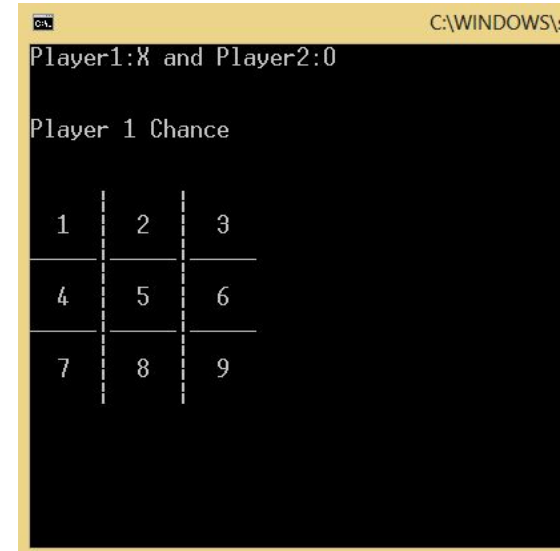 C:\WINDOWS\
Player1:X and Player2:O
Player 1 Chance
1 2 3
4 5 6
7 8 9